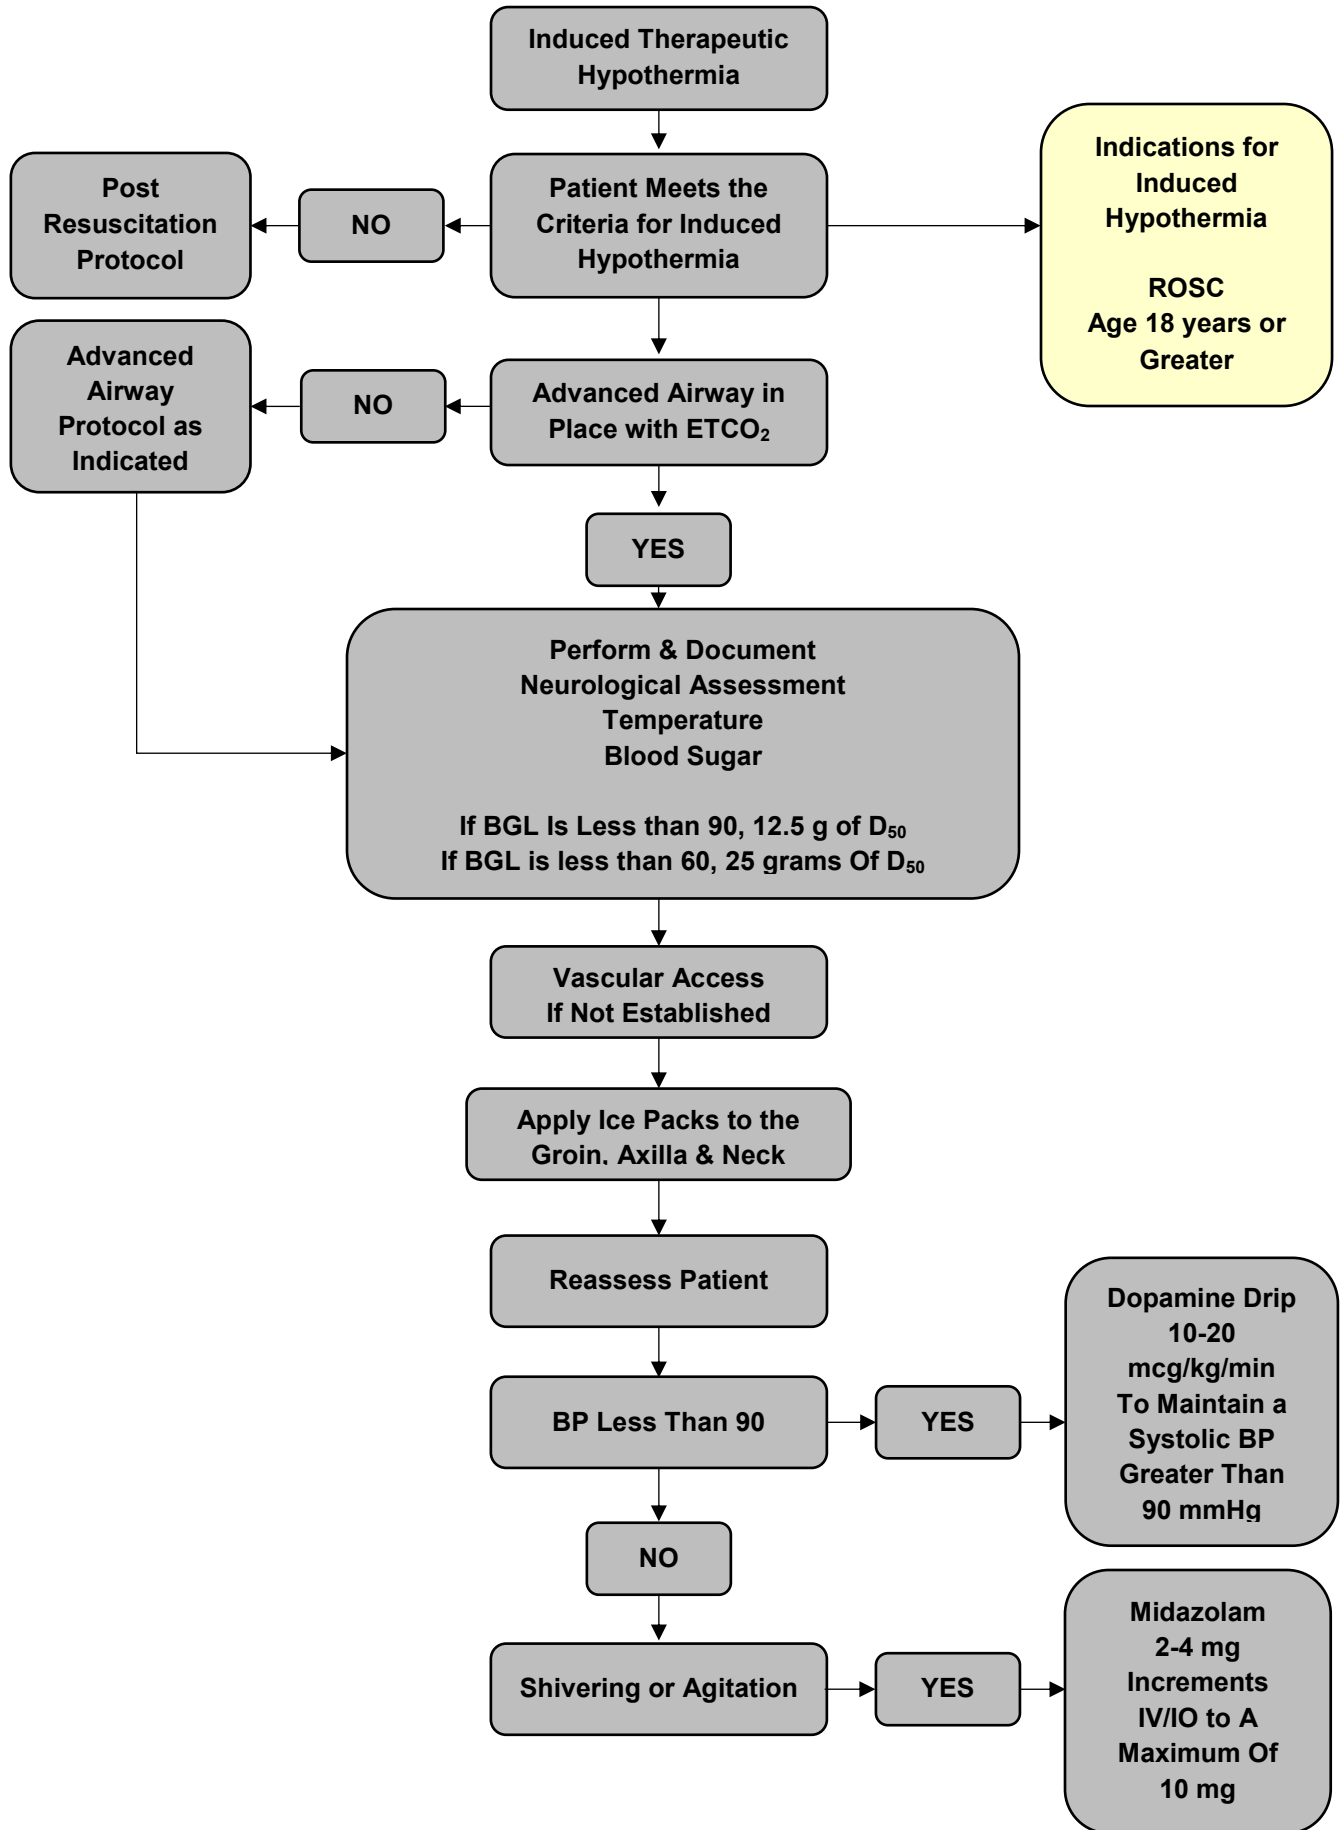 Induced Therapeutic
Hypothermia
Patient Meets the
Criteria for Induced
Hypothermia
NO
Post
Resuscitation
Protocol
Indications for
Induced
Hypothermia
ROSC
Age 18 years or
Greater
Advanced Airway in
Place with ETCO₂
NO
Advanced
Airway
Protocol as
Indicated
YES
Perform & Document
Neurological Assessment
Temperature
Blood Sugar
If BGL Is Less than 90, 12.5 g of D₅₀
If BGL is less than 60, 25 grams Of D₅₀
Vascular Access
If Not Established
Apply Ice Packs to the
Groin, Axilla & Neck
Reassess Patient
BP Less Than 90
YES
Dopamine Drip
10-20
mcg/kg/min
To Maintain a
Systolic BP
Greater Than
90 mmHg
NO
Shivering or Agitation
YES
Midazolam
2-4 mg
Increments
IV/IO to A
Maximum Of
10 mg